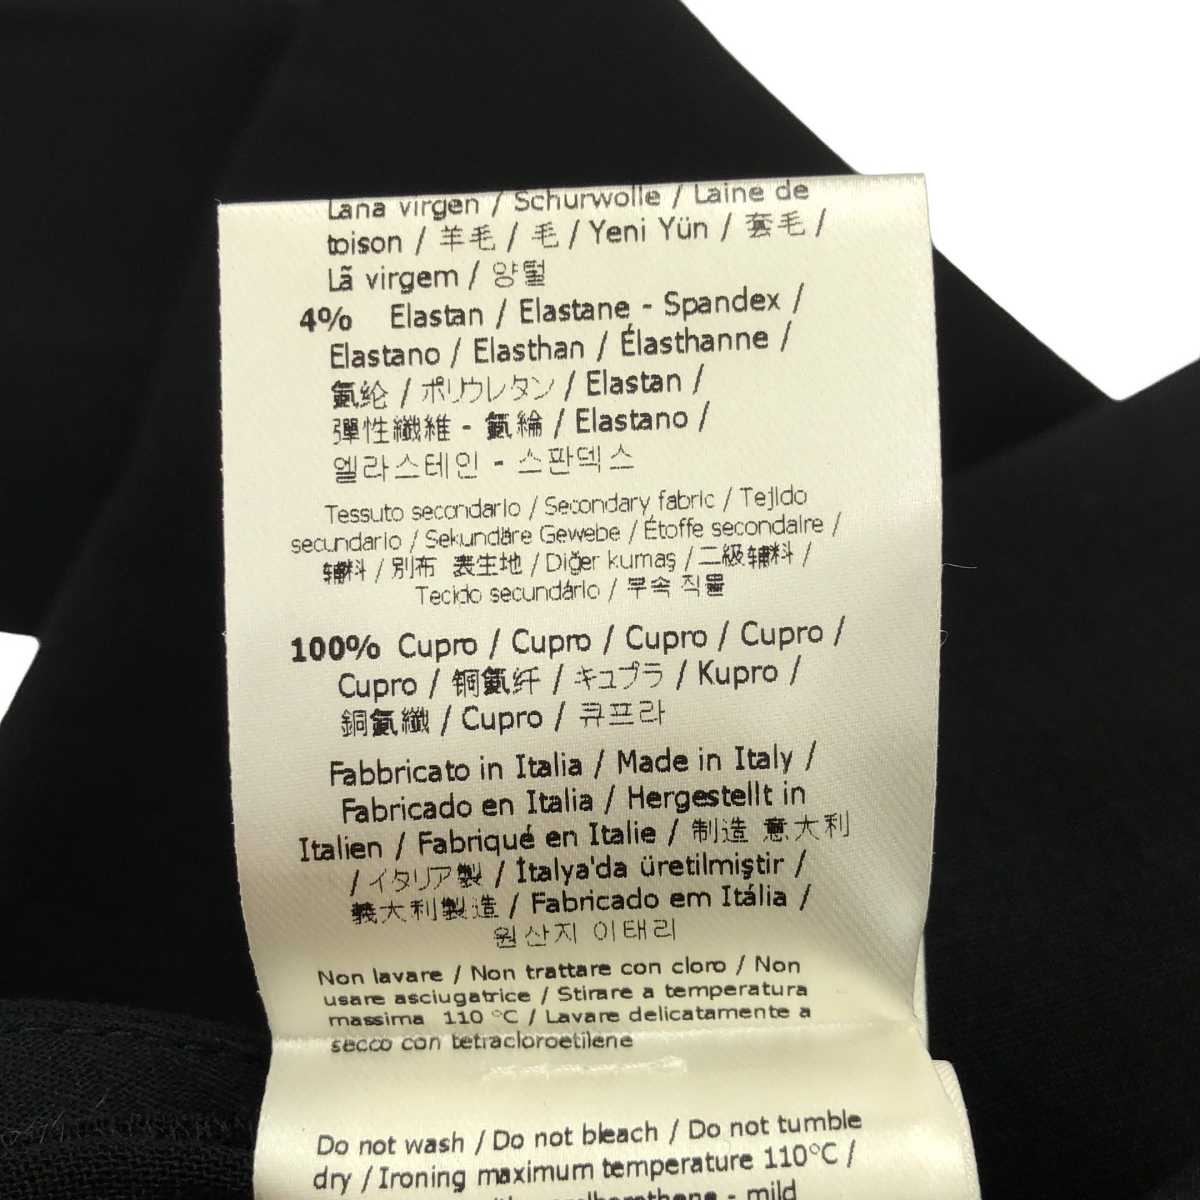 Lana virgen / Schurwolle / Laine de
toison / 羊毛 / 毛 / Yeni Yün / 套毛 /
Lã virgem / 양털
4% Elastan / Elastane - Spandex /
Elastano / Elasthan / Élasthanne /
氨纶 / ポリウレタン / Elastan /
彈性纖維 - 氨綸 / Elastano /
엘라스테인 - 스판덱스
Tessuto secondario / Secondary fabric / Tejido
secundario / Sekundäre Gewebe / Étoffe secondaire /
辅料 / 別布 表生地 / Diğer kumaş / 二級辅料 /
Tecido secundário / 부속 직물
100% Cupro / Cupro / Cupro / Cupro /
Cupro / 铜氨纤 / キュプラ / Kupro /
銅氨纖 / Cupro / 큐프라
Fabbricato in Italia / Made in Italy /
Fabricado en Italia / Hergestellt in
Italien / Fabriqué en Italie / 制造 意大利
/ イタリア製 / İtalya'da üretilmiştir /
義大利製造 / Fabricado em Itália /
원산지 이태리
Non lavare / Non trattare con cloro / Non
usare asciugatrice / Stirare a temperatura
massima 110 °C / Lavare delicatamente a
secco con tetracloroetilene
Do not wash / Do not bleach / Do not tumble
dry / Ironing maximum temperature 110°C /
- mild